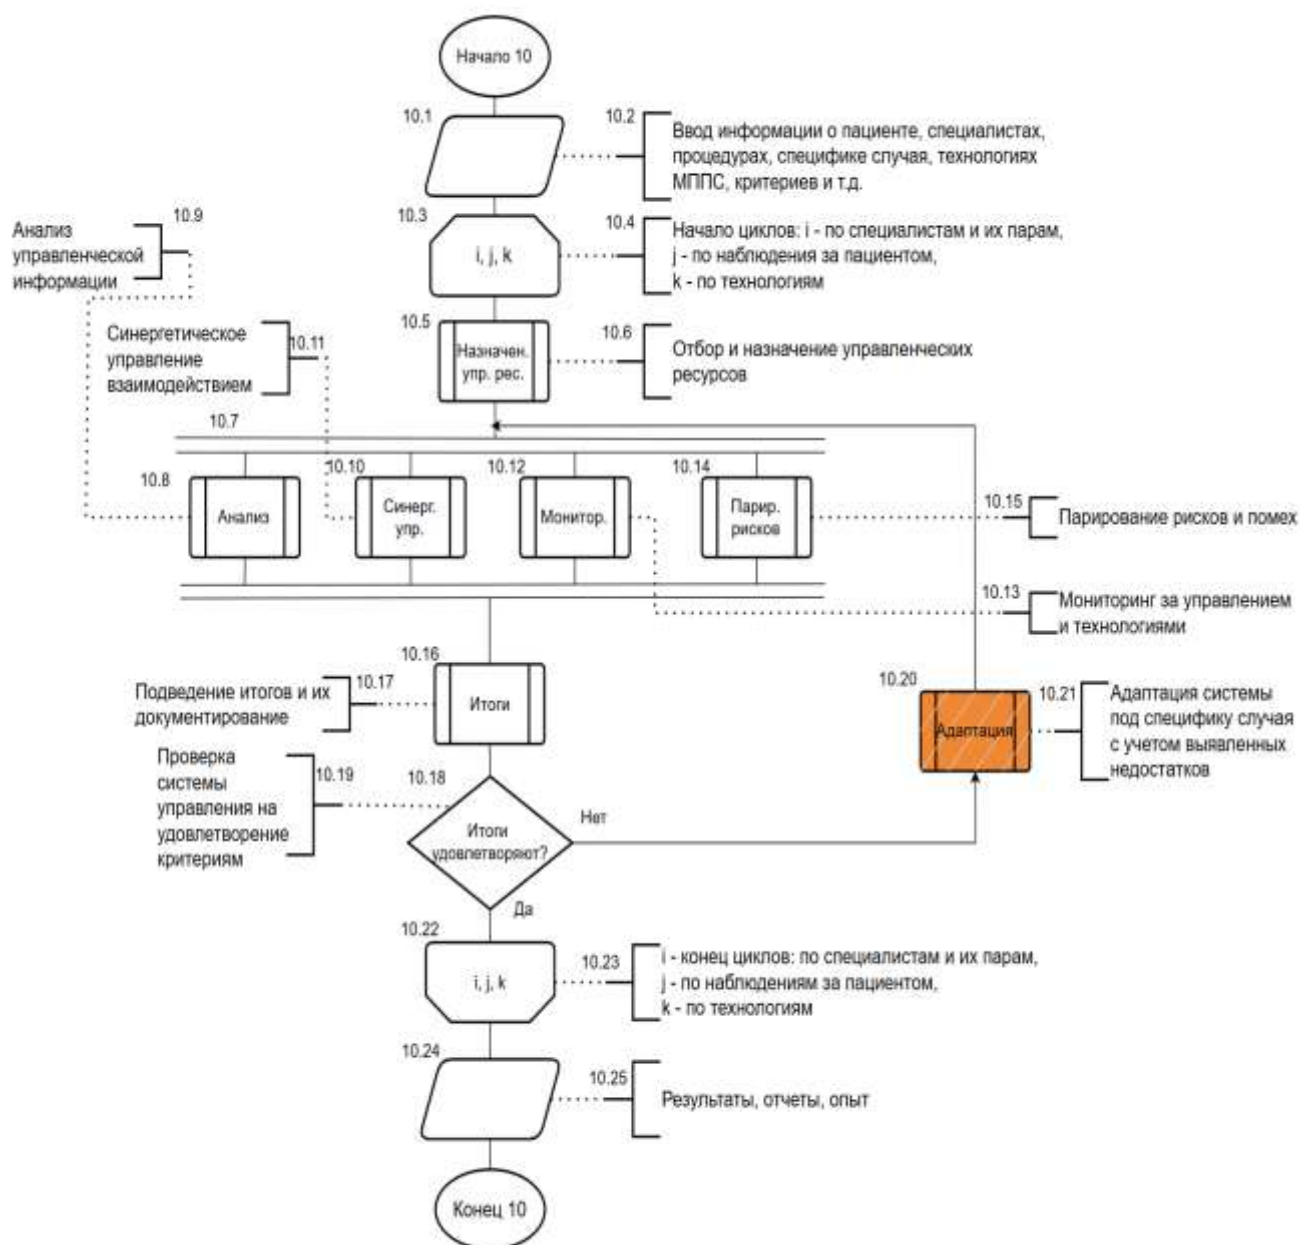 Начало 10
10.1
10.2
Ввод информации о пациенте, специалистах,
процедурах, специфике случая, технологиях
МППС, критериев и т.д.
10.3
i, j, k
10.4
Начало циклов: i - по специалистам и их парам,
j - по наблюдения за пациентом,
k - по технологиям
10.9
Анализ
управленческой
информации
10.5
Назначен.
упр. рес.
10.6
Отбор и назначение управленческих
ресурсов
10.11
Синергетическое
управление
взаимодействием
10.7
10.8
Анализ
10.10
Синерг.
упр.
10.12
Монитор.
10.14
Парир.
рисков
10.15
Парирование рисков и помех
10.13
Мониторинг за управлением
и технологиями
10.16
Итоги
10.17
Подведение итогов и их
документирование
10.20
Адаптация
10.21
Адаптация системы
под специфику случая
с учетом выявленных
недостатков
10.18
Итоги
удовлетворяют?
10.19
Проверка
системы
управления на
удовлетворение
критериям
Нет
Да
10.22
i, j, k
10.23
i - конец циклов: по специалистам и их парам,
j - по наблюдениям за пациентом,
k - по технологиям
10.24
10.25
Результаты, отчеты, опыт
Конец 10